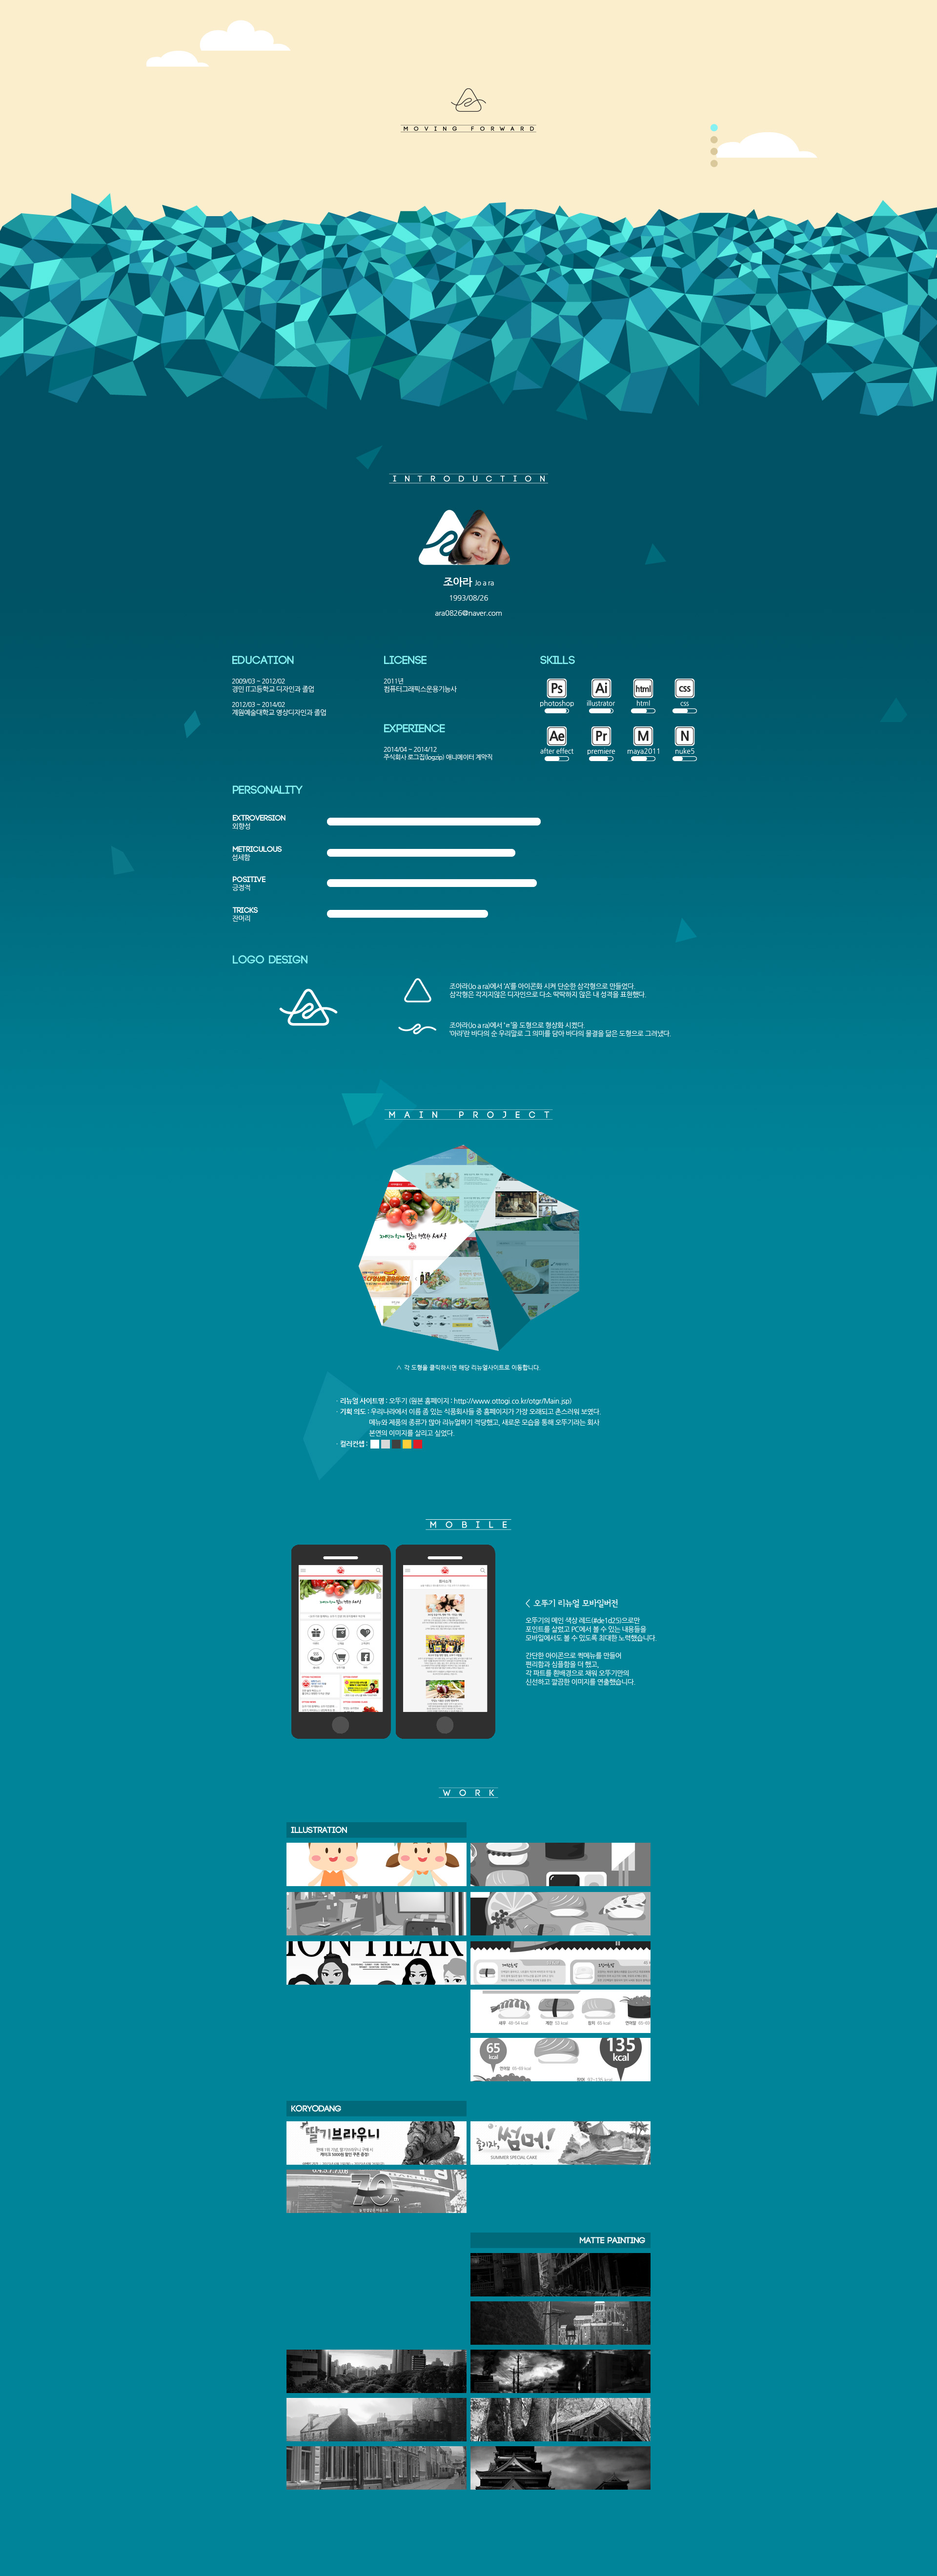 MOVING FORWARD
INTRODUCTION
조아라 Jo a ra
1993/08/26
ara0826@naver.com
EDUCATION
2009/03 ~ 2012/02
경민 IT고등학교 디자인과 졸업
2012/03 ~ 2014/02
계원예술대학교 영상디자인과 졸업
LICENSE
2011년
컴퓨터그래픽스운용기능사
EXPERIENCE
2014/04 ~ 2014/12
주식회사 로그집(logzip) 애니메이터 계약직
SKILLS
Ps Ai html css
photoshop illustrator html css
Ae Pr M N
after effect premiere maya2011 nuke5
PERSONALITY
EXTROVERSION
외향성
METRICULOUS
섬세함
POSITIVE
긍정적
TRICKS
잔머리
LOGO DESIGN
조아라(Jo a ra)에서 'A'를 아이콘화 시켜 단순한 삼각형으로 만들었다.
삼각형은 각지지않은 디자인으로 다소 딱딱하지 않은 내 성격을 표현했다.
조아라(Jo a ra)에서 'ㄹ'을 도형으로 형상화 시켰다.
'아라'란 바다의 순 우리말로 그 의미를 담아 바다의 물결을 닮은 도형으로 그려냈다.
MAIN PROJECT
^ 각 도형을 클릭하시면 해당 리뉴얼사이트로 이동합니다.
· 리뉴얼 사이트명 : 오뚜기 (원본 홈페이지 : http://www.ottogi.co.kr/otgr/Main.jsp)
· 기획 의도 : 우리나라에서 이름 좀 있는 식품회사들 중 홈페이지가 가장 오래되고 촌스러워 보였다.
메뉴와 제품의 종류가 많아 리뉴얼하기 적당했고, 새로운 모습을 통해 오뚜기라는 회사
본연의 이미지를 살리고 싶었다.
· 컬러컨셉 :
MOBILE
< 오뚜기 리뉴얼 모바일버전
오뚜기의 메인 색상 레드(#de1d25)으로만
포인트를 살렸고 PC에서 볼 수 있는 내용들을
모바일에서도 볼 수 있도록 최대한 노력했습니다.
간단한 아이콘으로 퀵메뉴를 만들어
편리함과 심플함을 더 했고,
각 파트를 흰배경으로 채워 오뚜기만의
신선하고 깔끔한 이미지를 연출했습니다.
WORK
ILLUSTRATION
ION HEAR
65
kcal
135
kcal
KORYODANG
딸기브라우니
즐기자, 썸머!
SUMMER SPECIAL CAKE
70
MATTE PAINTING